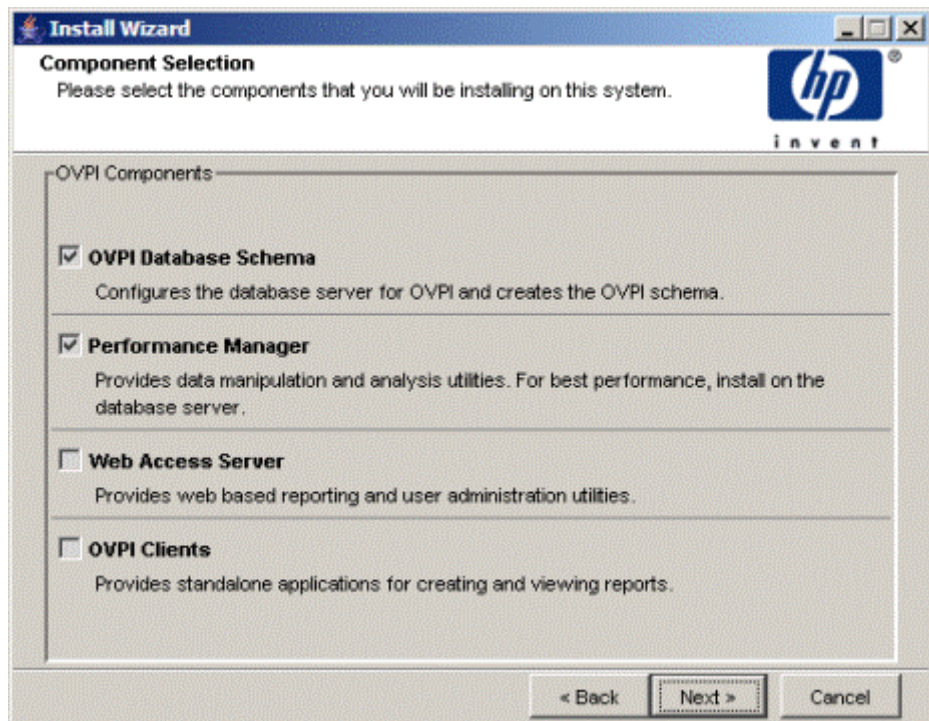 Install Wizard
Component Selection
Please select the components that you will be installing on this system.
hp
®
invent
OVPI Components
OVPI Database Schema
Configures the database server for OVPI and creates the OVPI schema.
Performance Manager
Provides data manipulation and analysis utilities. For best performance, install on the
database server.
Web Access Server
Provides web based reporting and user administration utilities.
OVPI Clients
Provides standalone applications for creating and viewing reports.
« Back
Next »
Cancel